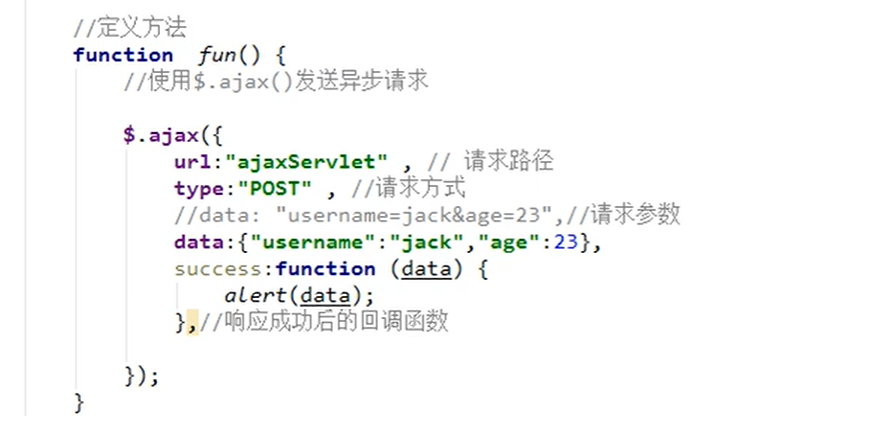 //定义方法
function fun() {
//使用$.ajax()发送异步请求
$.ajax({
url:"ajaxServlet" , // 请求路径
type:"POST" , //请求方式
//data: "username=jack&age=23",//请求参数
data:{"username":"jack","age":23},
success:function (data) {
alert(data);
},//响应成功后的回调函数
});
}